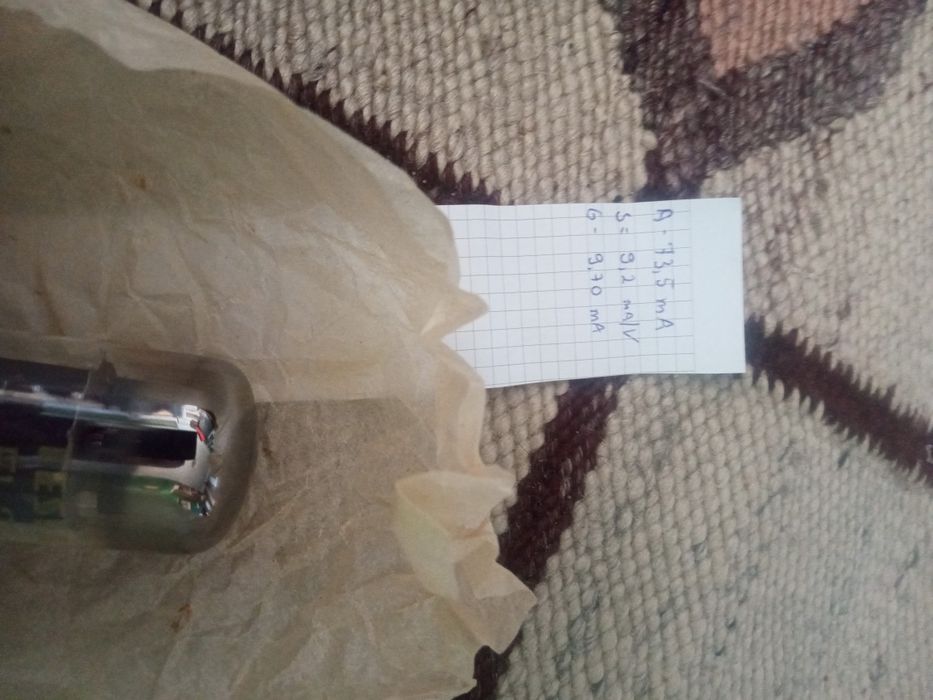 A - 73,5 mA
S = 9,2 mA/V
G - 9,70 mA